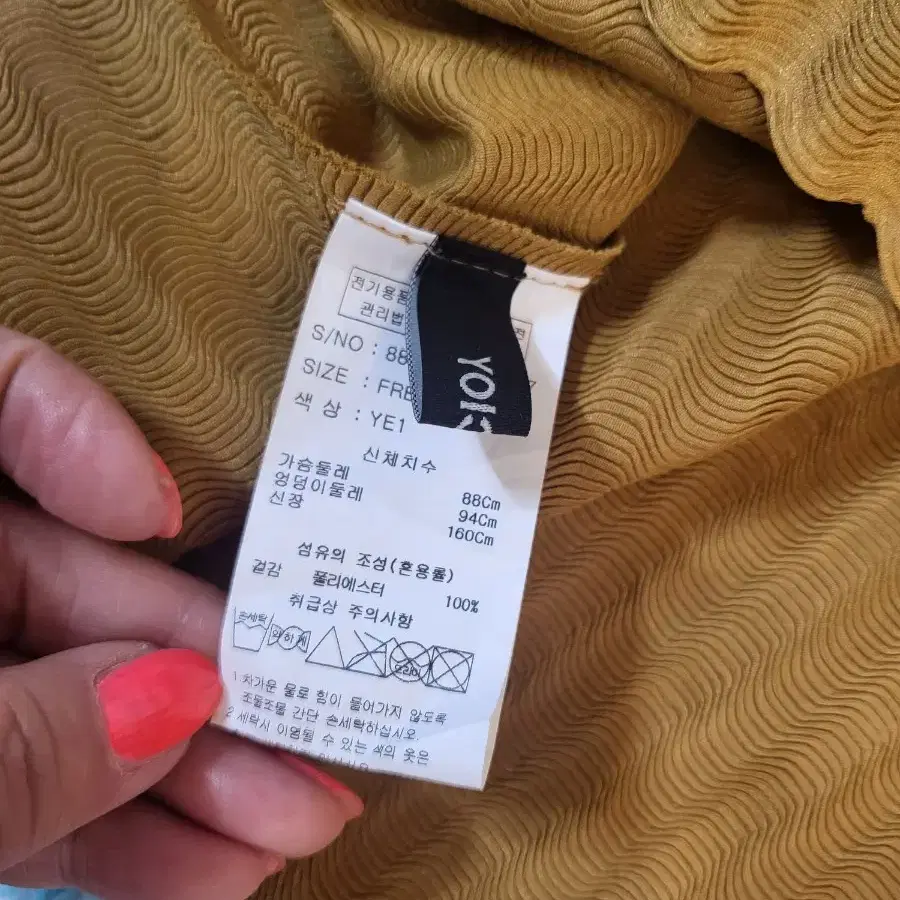 전기용품
관리법
S/NO : 88
SIZE : FRE
색 상 : YE1
YOI
신체치수
가슴둘레 88Cm
엉덩이둘레 94Cm
신장 160Cm
섬유의 조성(혼용률)
겉감 폴리에스터 100%
취급상 주의사항
손세탁 약하게 드라이
1.차가운 물로 힘이 들어가지 않도록
조물조물 간단 손세탁하십시오.
2 세탁시 이염될 수 있는 색의 옷은